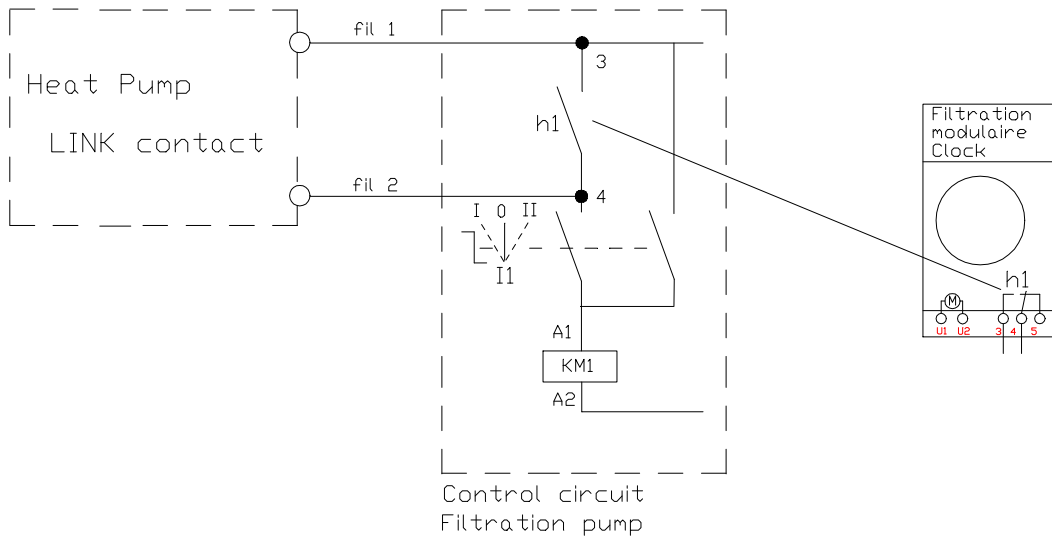 Heat Pump
LINK contact
fil 1
fil 2
3
h1
4
I 0 II
I1
A1
KM1
A2
Control circuit
Filtration pump
Filtration
modulaire
Clock
h1
M
U1 U2 3 4 5